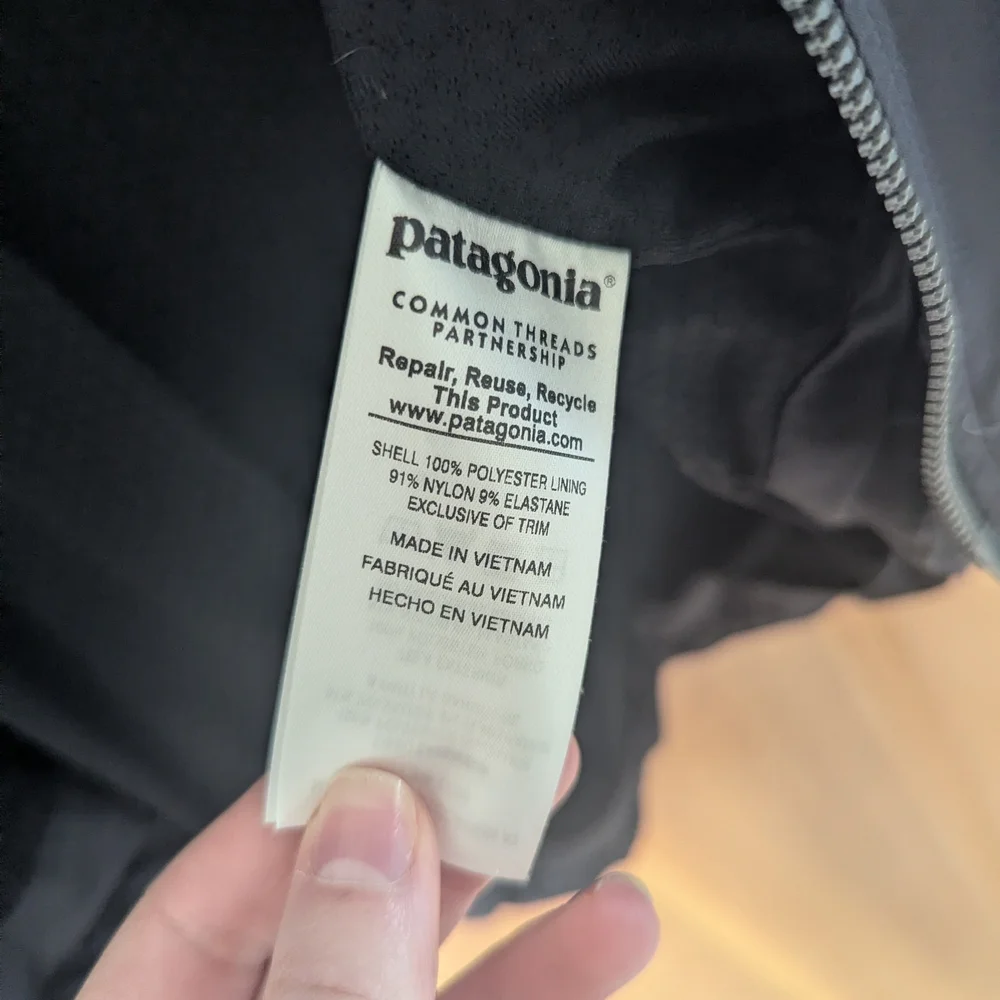 patagonia®
COMMON THREADS
PARTNERSHIP
Repair, Reuse, Recycle
This Product
www.patagonia.com
SHELL 100% POLYESTER LINING
91% NYLON 9% ELASTANE
EXCLUSIVE OF TRIM
MADE IN VIETNAM
FABRIQUÉ AU VIETNAM
HECHO EN VIETNAM